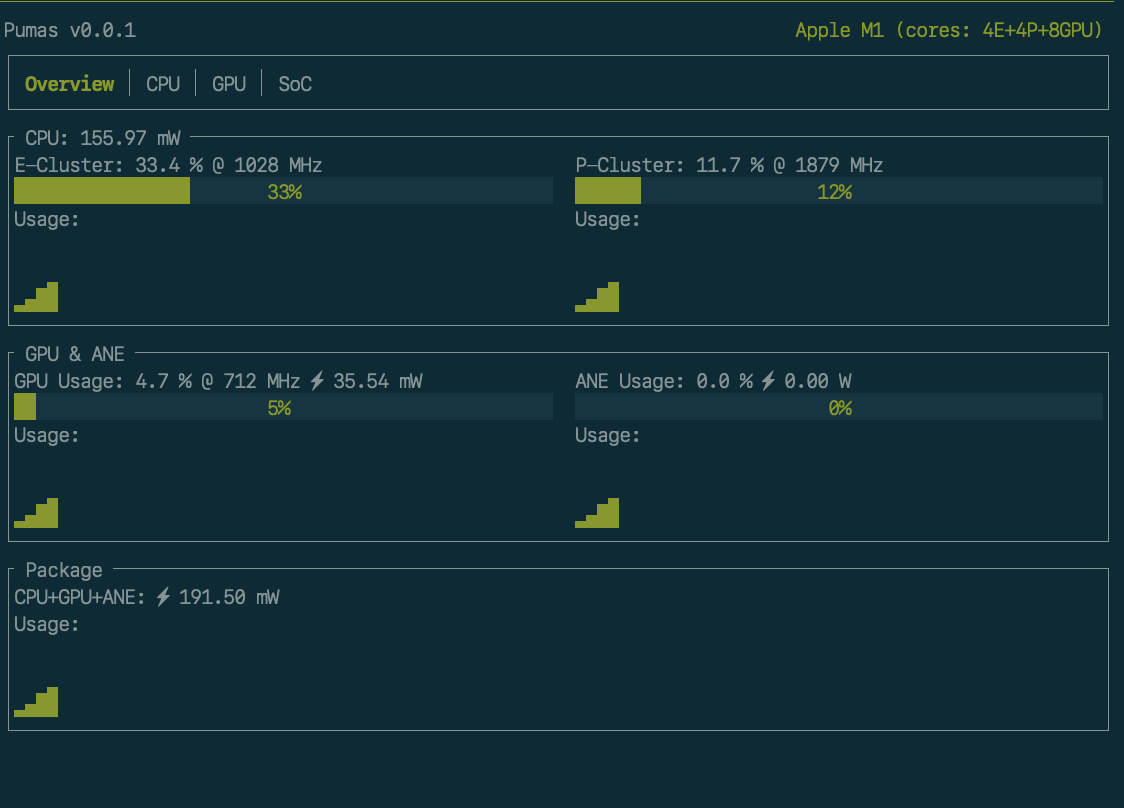 Pumas v0.0.1 Apple M1 (cores: 4E+4P+8GPU)
Overview │ CPU │ GPU │ SoC
CPU: 155.97 mW
E-Cluster: 33.4 % @ 1028 MHz P-Cluster: 11.7 % @ 1879 MHz
33% 12%
Usage: Usage:
GPU & ANE
GPU Usage: 4.7 % @ 712 MHz ⚡ 35.54 mW ANE Usage: 0.0 % ⚡ 0.00 W
5% 0%
Usage: Usage:
Package
CPU+GPU+ANE: ⚡ 191.50 mW
Usage: